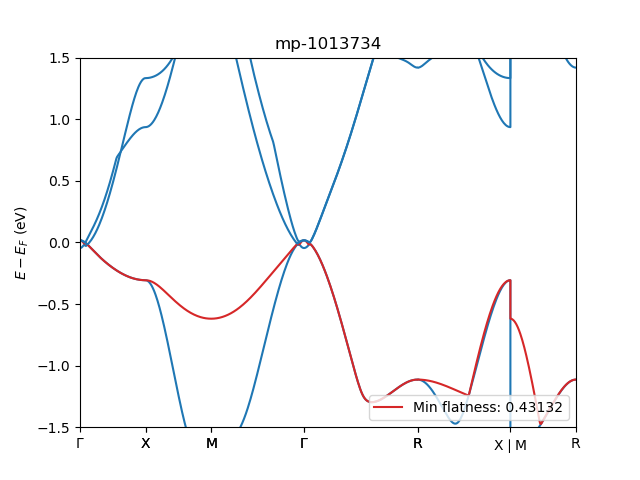 mp-1013734
1.5
1.0
0.5
0.0
−0.5
−1.0
−1.5
E − E_F (eV)
Min flatness: 0.43132
Γ X M Γ R X | M R